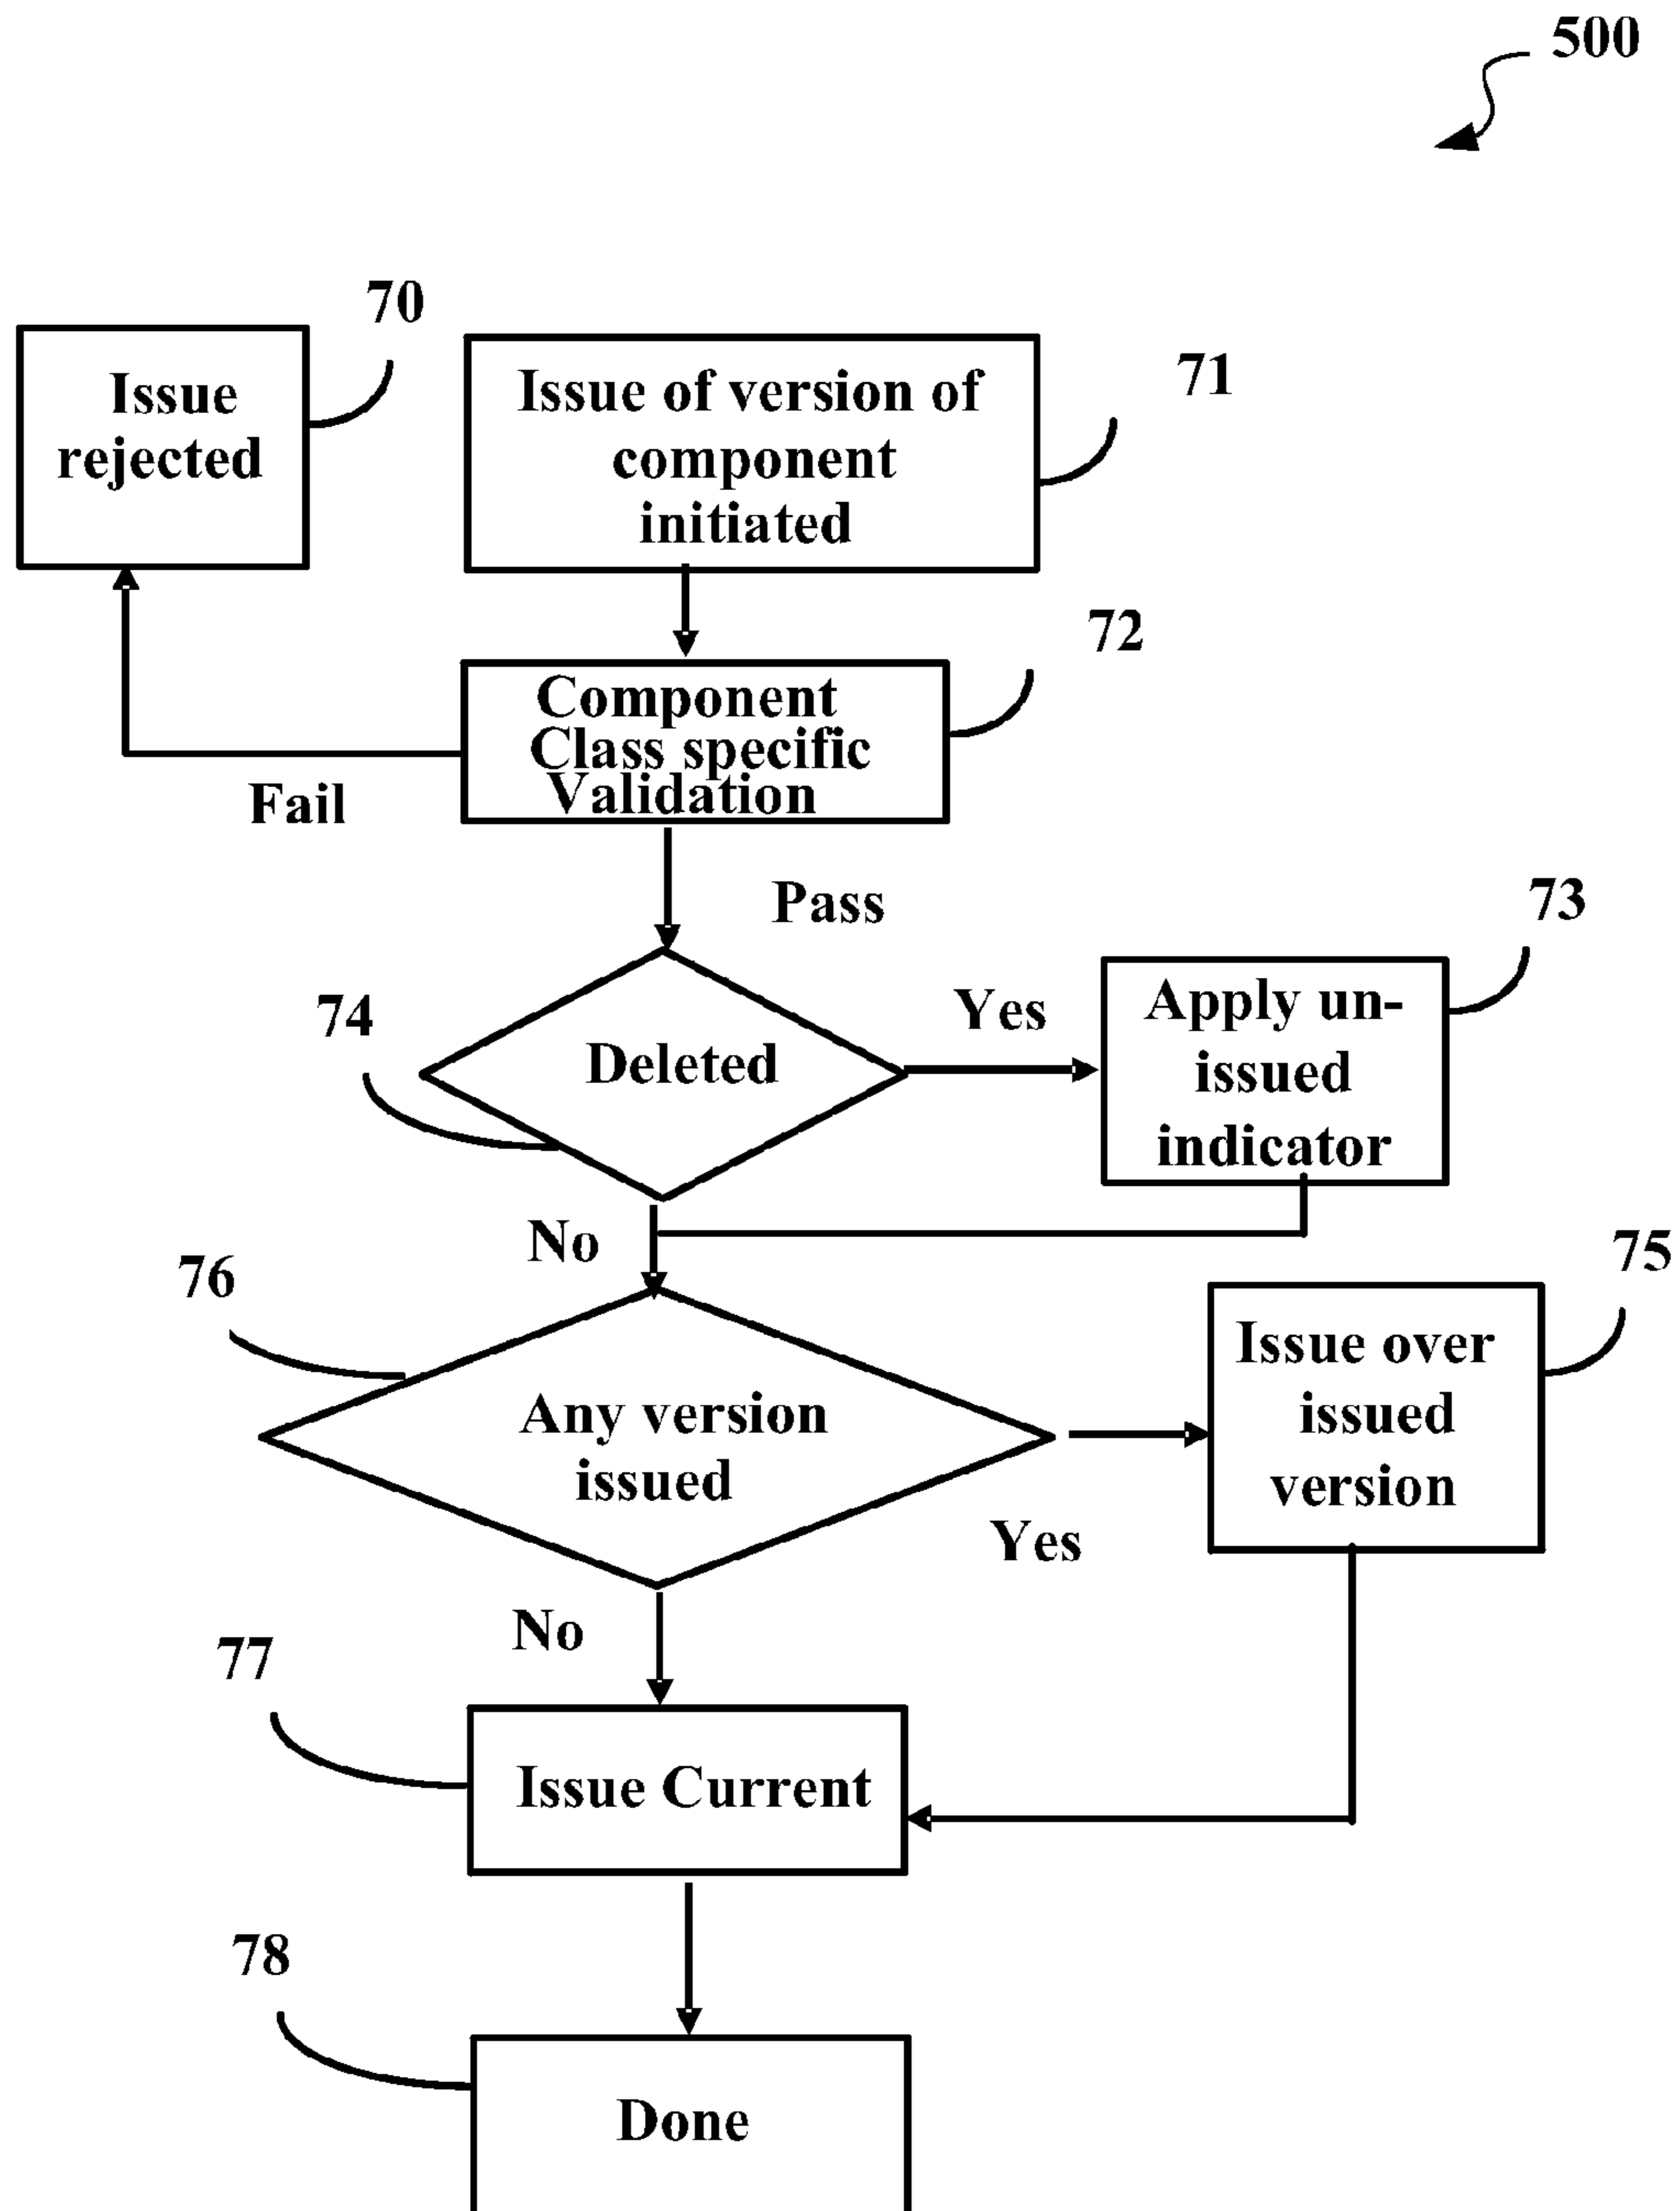 500
70
Issue
rejected
Issue of version of
component
initiated
71
72
Component
Class specific
Validation
Fail
Pass
73
74
Deleted
Yes
Apply un-
issued
indicator
No
75
76
Any version
issued
Issue over
issued
version
Yes
No
77
Issue Current
78
Done